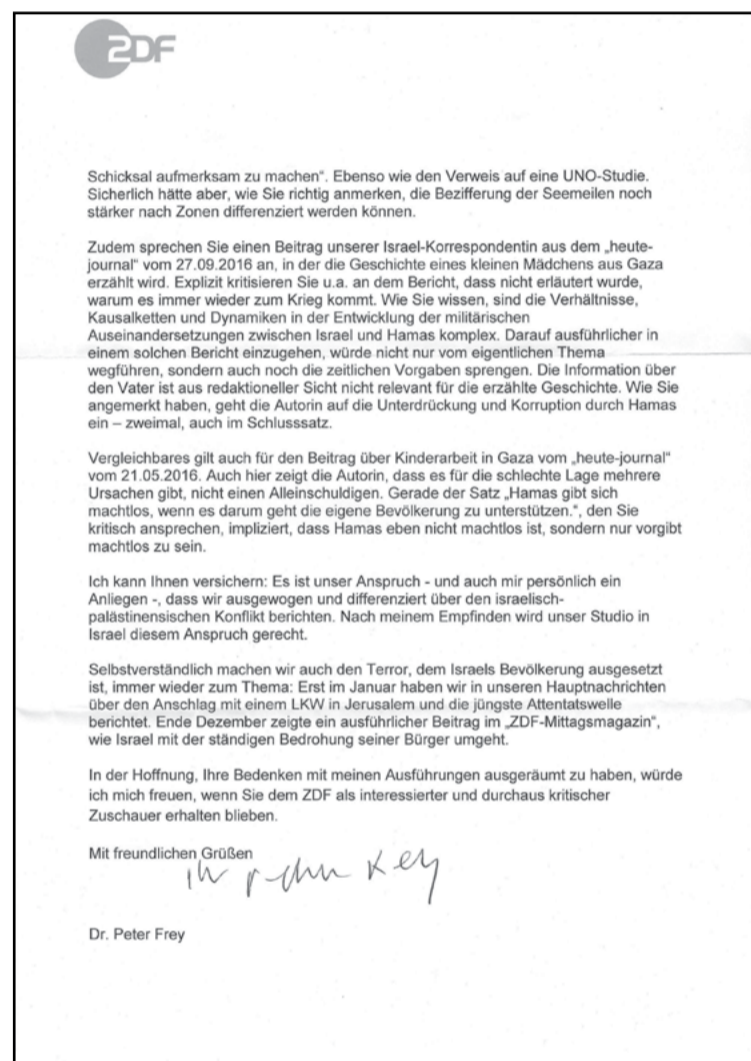 ZDF
Schicksal aufmerksam zu machen“. Ebenso wie den Verweis auf eine UNO-Studie.
Sicherlich hätte aber, wie Sie richtig anmerken, die Bezifferung der Seemeilen noch
stärker nach Zonen differenziert werden können.
Zudem sprechen Sie einen Beitrag unserer Israel-Korrespondentin aus dem „heute-
journal“ vom 27.09.2016 an, in der die Geschichte eines kleinen Mädchens aus Gaza
erzählt wird. Explizit kritisieren Sie u.a. an dem Bericht, dass nicht erläutert wurde,
warum es immer wieder zum Krieg kommt. Wie Sie wissen, sind die Verhältnisse,
Kausalketten und Dynamiken in der Entwicklung der militärischen
Auseinandersetzungen zwischen Israel und Hamas komplex. Darauf ausführlicher in
einem solchen Bericht einzugehen, würde nicht nur vom eigentlichen Thema
wegführen, sondern auch noch die zeitlichen Vorgaben sprengen. Die Information über
den Vater ist aus redaktioneller Sicht nicht relevant für die erzählte Geschichte. Wie Sie
angemerkt haben, geht die Autorin auf die Unterdrückung und Korruption durch Hamas
ein – zweimal, auch im Schlusssatz.
Vergleichbares gilt auch für den Beitrag über Kinderarbeit in Gaza vom „heute-journal“
vom 21.05.2016. Auch hier zeigt die Autorin, dass es für die schlechte Lage mehrere
Ursachen gibt, nicht einen Alleinschuldigen. Gerade der Satz „Hamas gibt sich
machtlos, wenn es darum geht die eigene Bevölkerung zu unterstützen.“, den Sie
kritisch ansprechen, impliziert, dass Hamas eben nicht machtlos ist, sondern nur vorgibt
machtlos zu sein.
Ich kann Ihnen versichern: Es ist unser Anspruch - und auch mir persönlich ein
Anliegen -, dass wir ausgewogen und differenziert über den israelisch-
palästinensischen Konflikt berichten. Nach meinem Empfinden wird unser Studio in
Israel diesem Anspruch gerecht.
Selbstverständlich machen wir auch den Terror, dem Israels Bevölkerung ausgesetzt
ist, immer wieder zum Thema: Erst im Januar haben wir in unseren Hauptnachrichten
über den Anschlag mit einem LKW in Jerusalem und die jüngste Attentatswelle
berichtet. Ende Dezember zeigte ein ausführlicher Beitrag im „ZDF-Mittagsmagazin“,
wie Israel mit der ständigen Bedrohung seiner Bürger umgeht.
In der Hoffnung, Ihre Bedenken mit meinen Ausführungen ausgeräumt zu haben, würde
ich mich freuen, wenn Sie dem ZDF als interessierter und durchaus kritischer
Zuschauer erhalten blieben.
Mit freundlichen Grüßen
Dr. Peter Frey